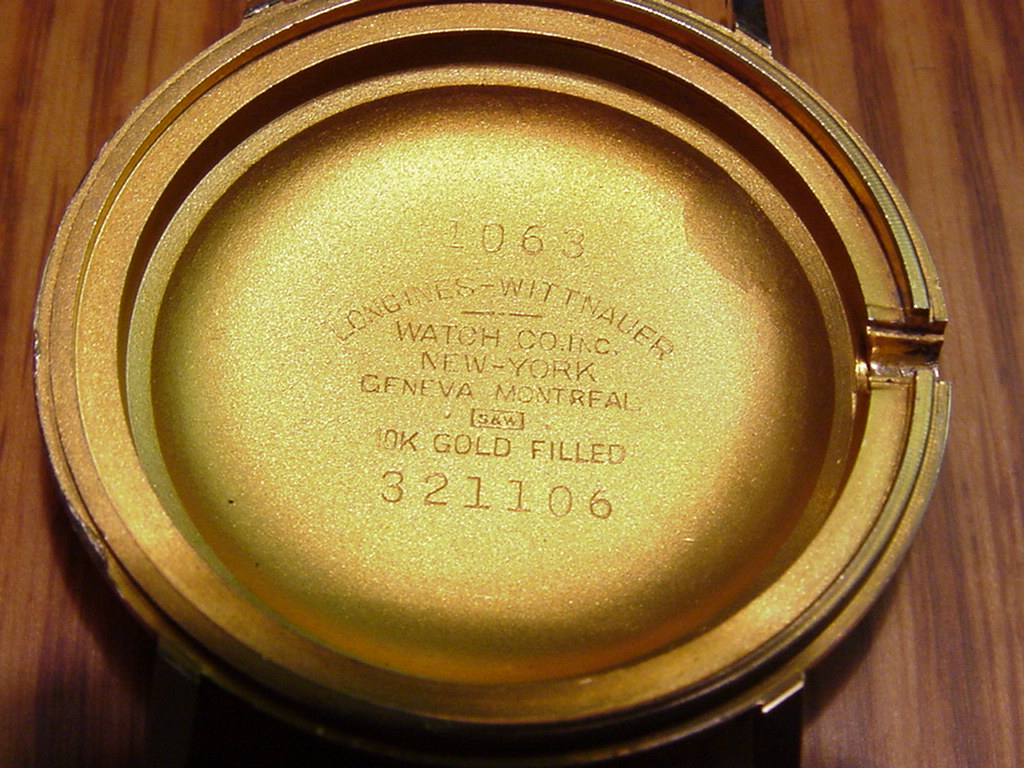 1063
LONGINES-WITTNAUER
WATCH CO.INC.
NEW-YORK
GENEVA MONTREAL
S&W
10K GOLD FILLED
321106